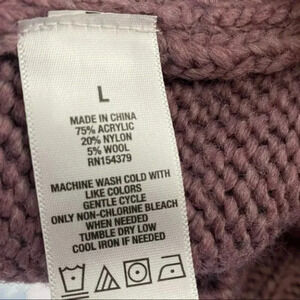 L
MADE IN CHINA
75% ACRYLIC
20% NYLON
5% WOOL
RN154379
MACHINE WASH COLD WITH
LIKE COLORS
GENTLE CYCLE
ONLY NON-CHLORINE BLEACH
WHEN NEEDED
TUMBLE DRY LOW
COOL IRON IF NEEDED